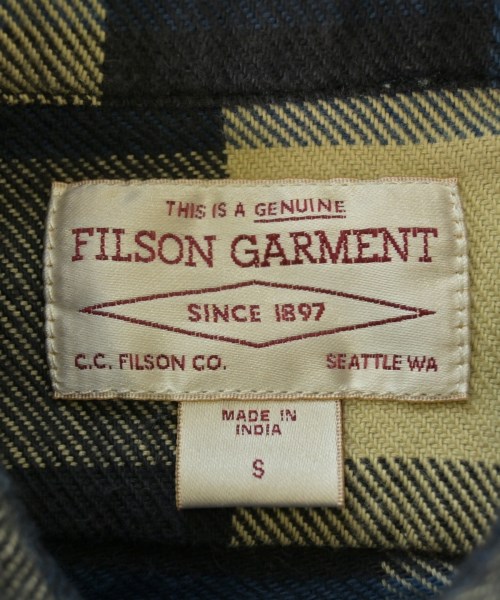 THIS IS A GENUINE
FILSON GARMENT
SINCE 1897
C.C. FILSON CO. SEATTLE WA
MADE IN
INDIA
S